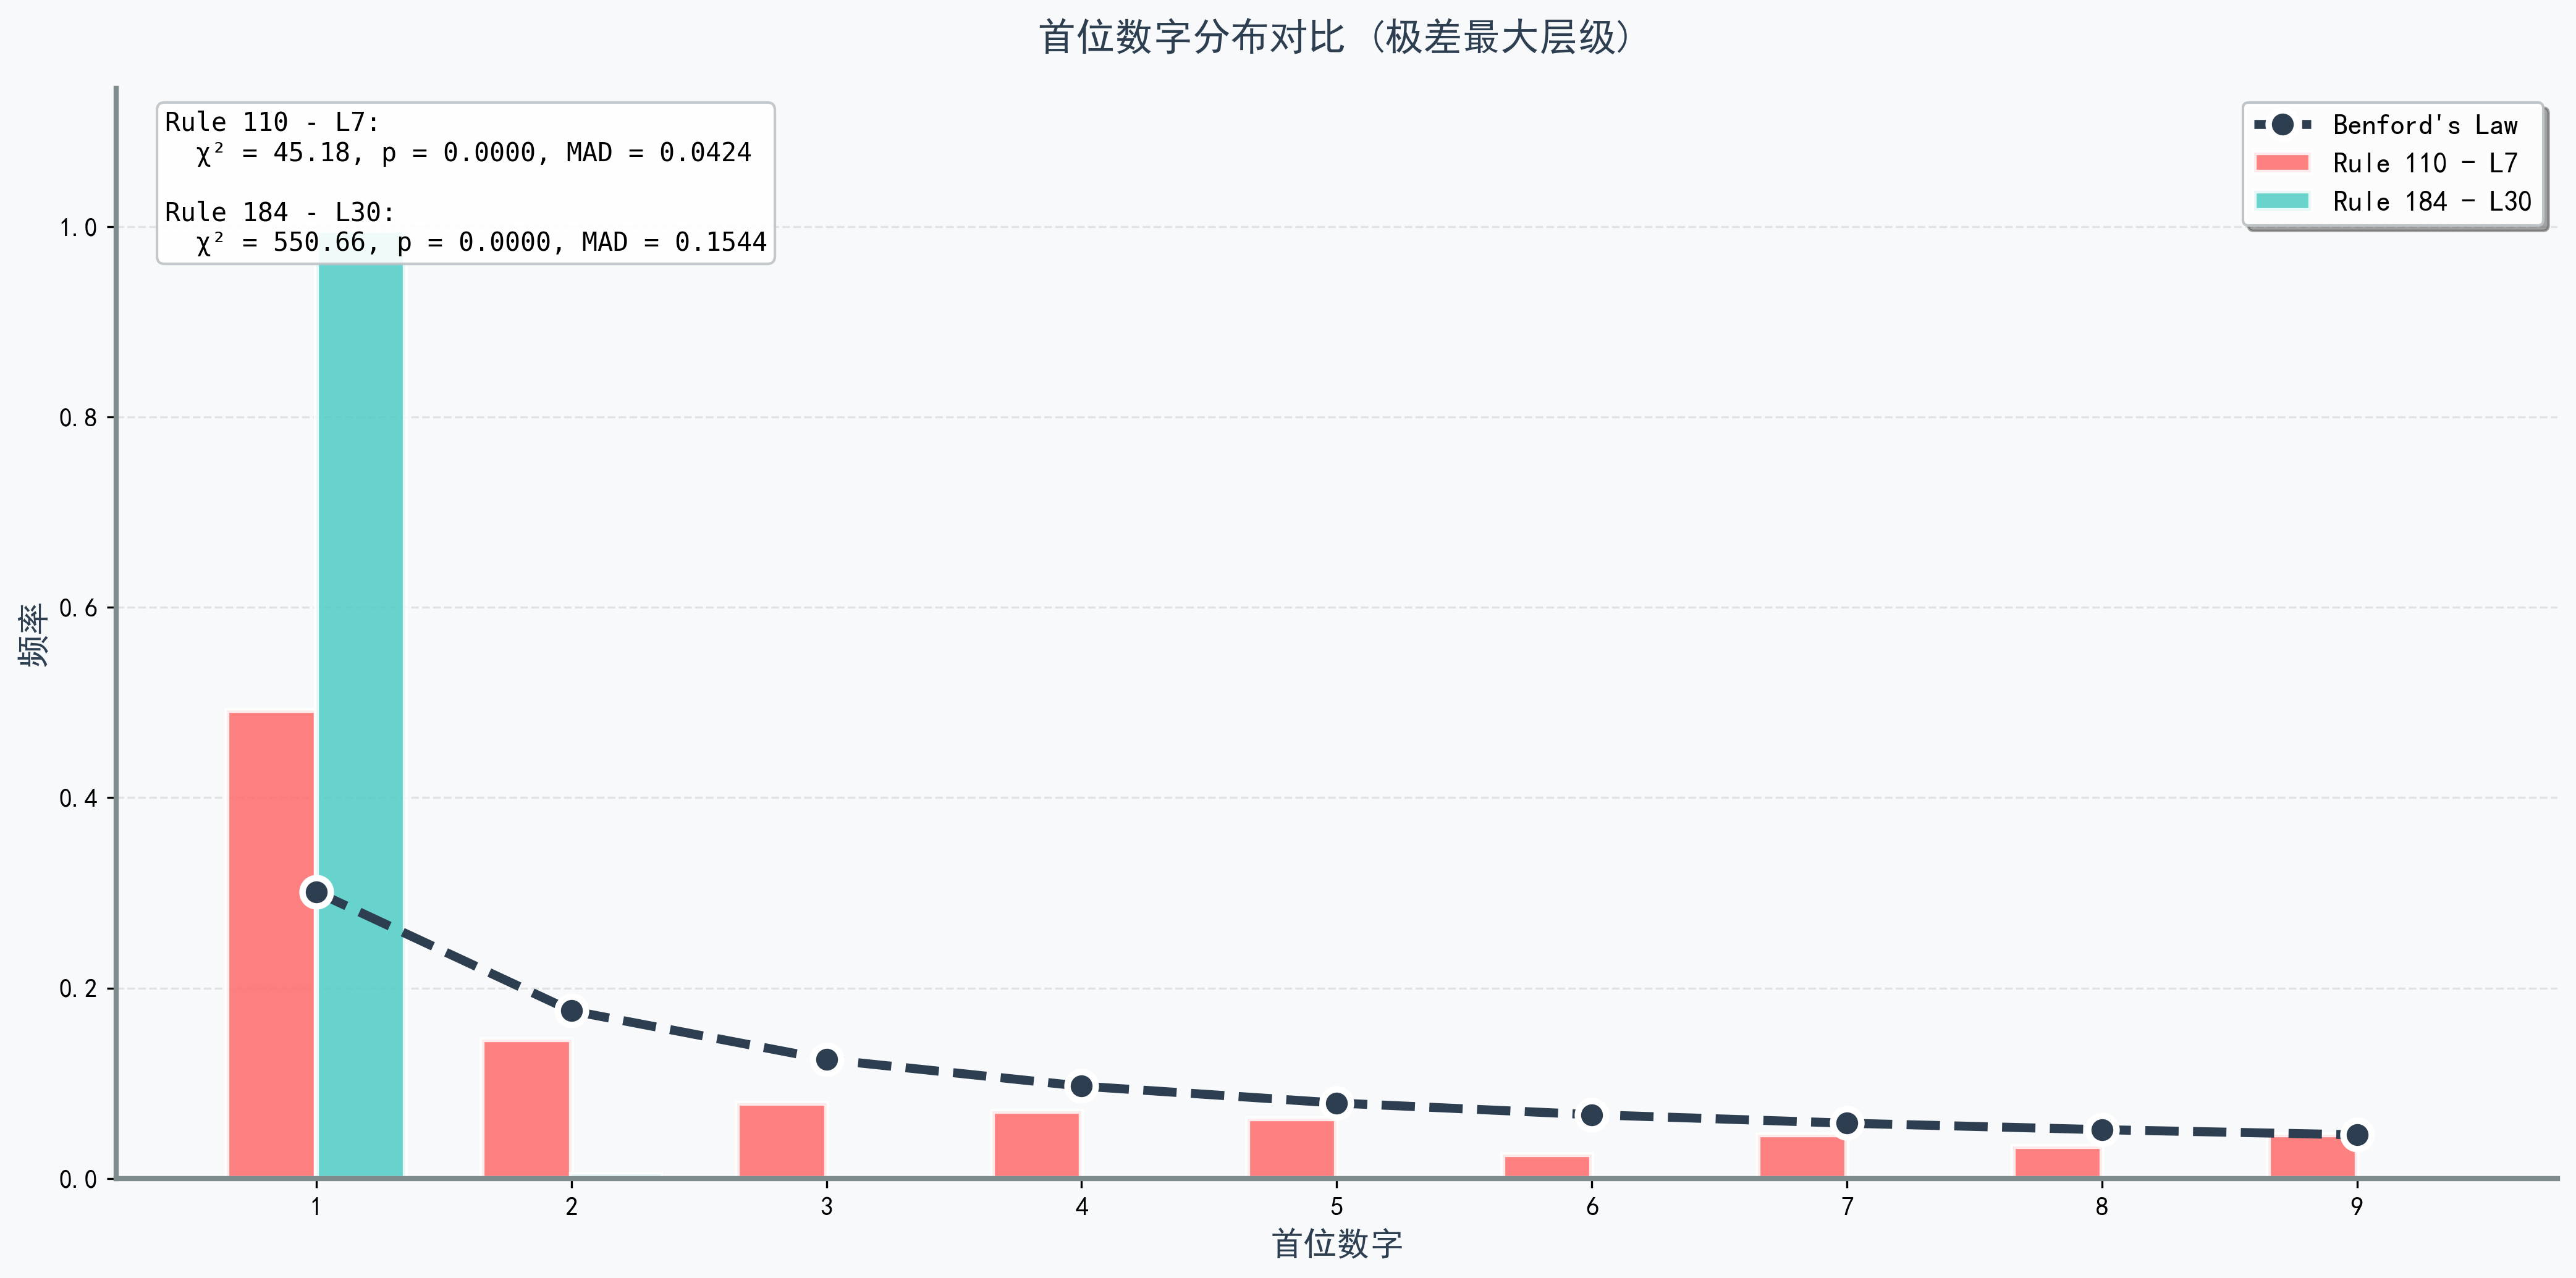 首位数字分布对比 (极差最大层级)
Rule 110 - L7:
χ² = 45.18, p = 0.0000, MAD = 0.0424
Rule 184 - L30:
χ² = 550.66, p = 0.0000, MAD = 0.1544
Benford's Law
Rule 110 - L7
Rule 184 - L30
频率
1.0
0.8
0.6
0.4
0.2
0.0
1 2 3 4 5 6 7 8 9
首位数字